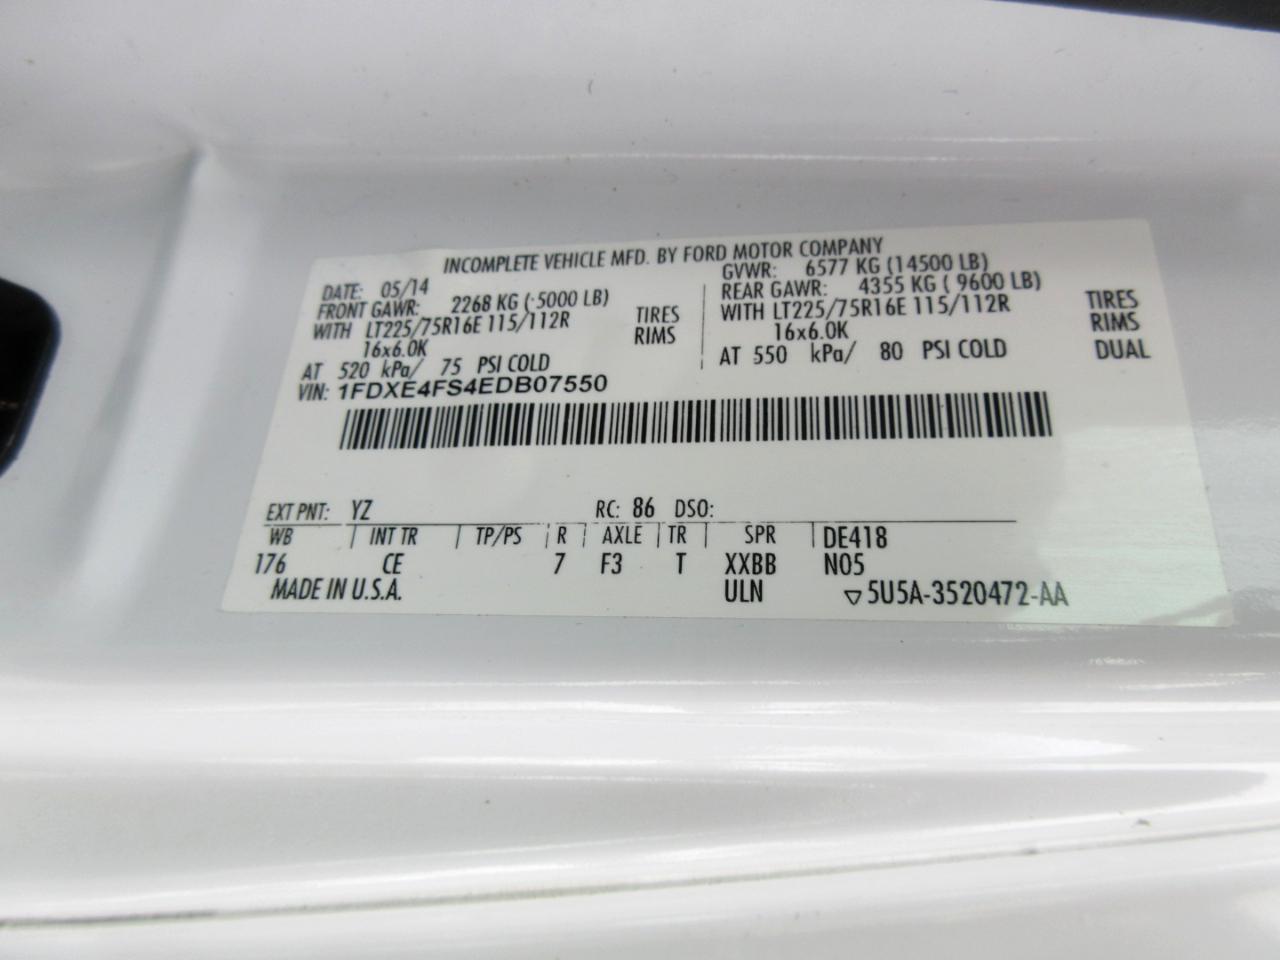 INCOMPLETE VEHICLE MFD. BY FORD MOTOR COMPANY
DATE: 05/14 GVWR: 6577 KG (14500 LB)
FRONT GAWR: 2268 KG ( 5000 LB) REAR GAWR: 4355 KG ( 9600 LB)
WITH LT225/75R16E 115/112R TIRES WITH LT225/75R16E 115/112R TIRES
16x6.0K RIMS 16x6.0K RIMS
AT 520 kPa/ 75 PSI COLD AT 550 kPa/ 80 PSI COLD DUAL
VIN: 1FDXE4FS4EDB07550
EXT PNT: YZ RC: 86 DSO:
WB INT TR TP/PS R AXLE TR SPR DE418
176 CE 7 F3 T XXBB N05
MADE IN U.S.A. ULN ▽5U5A-3520472-AA